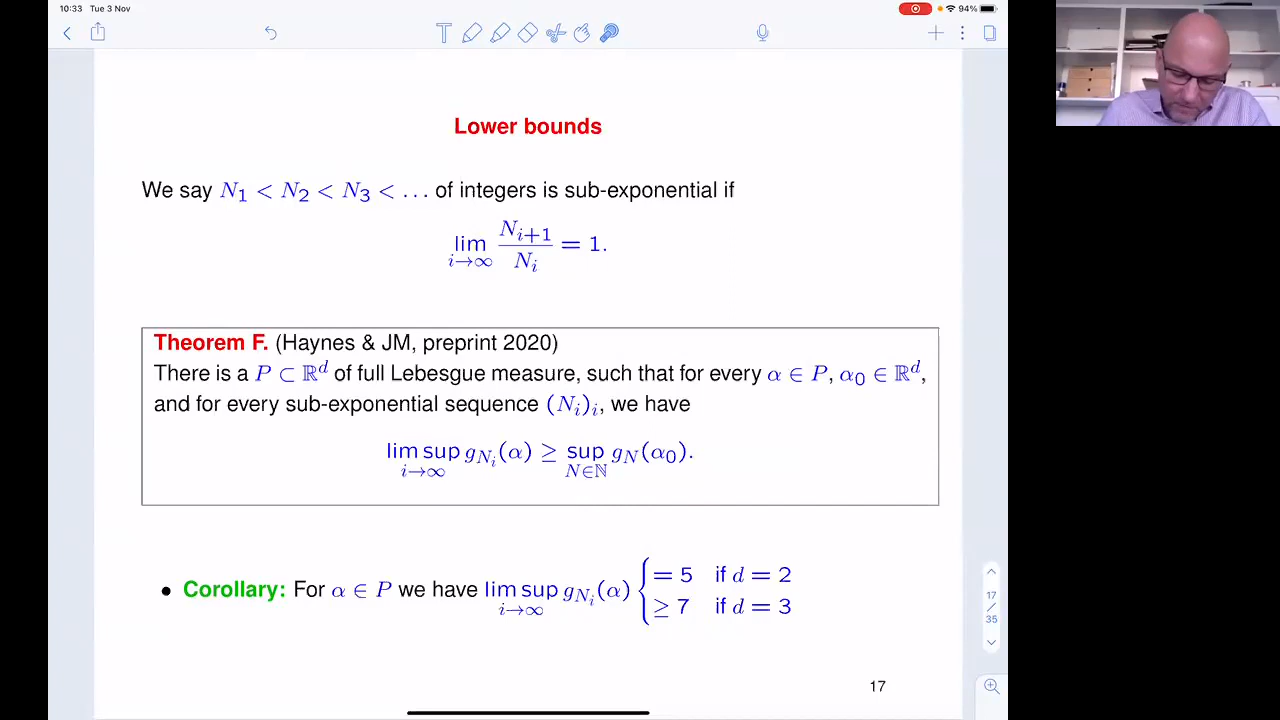 10:33 Tue 3 Nov
94%
Lower bounds
We say N₁ < N₂ < N₃ < … of integers is sub-exponential if
lim_{i→∞} N_{i+1}/N_i = 1.
Theorem F. (Haynes & JM, preprint 2020)
There is a P ⊂ ℝ^d of full Lebesgue measure, such that for every α ∈ P, α₀ ∈ ℝ^d,
and for every sub-exponential sequence (N_i)_i, we have
lim sup_{i→∞} g_{N_i}(α) ≥ sup_{N∈ℕ} g_N(α₀).
• Corollary: For α ∈ P we have lim sup_{i→∞} g_{N_i}(α) { = 5 if d = 2
≥ 7 if d = 3
17
/
35
17